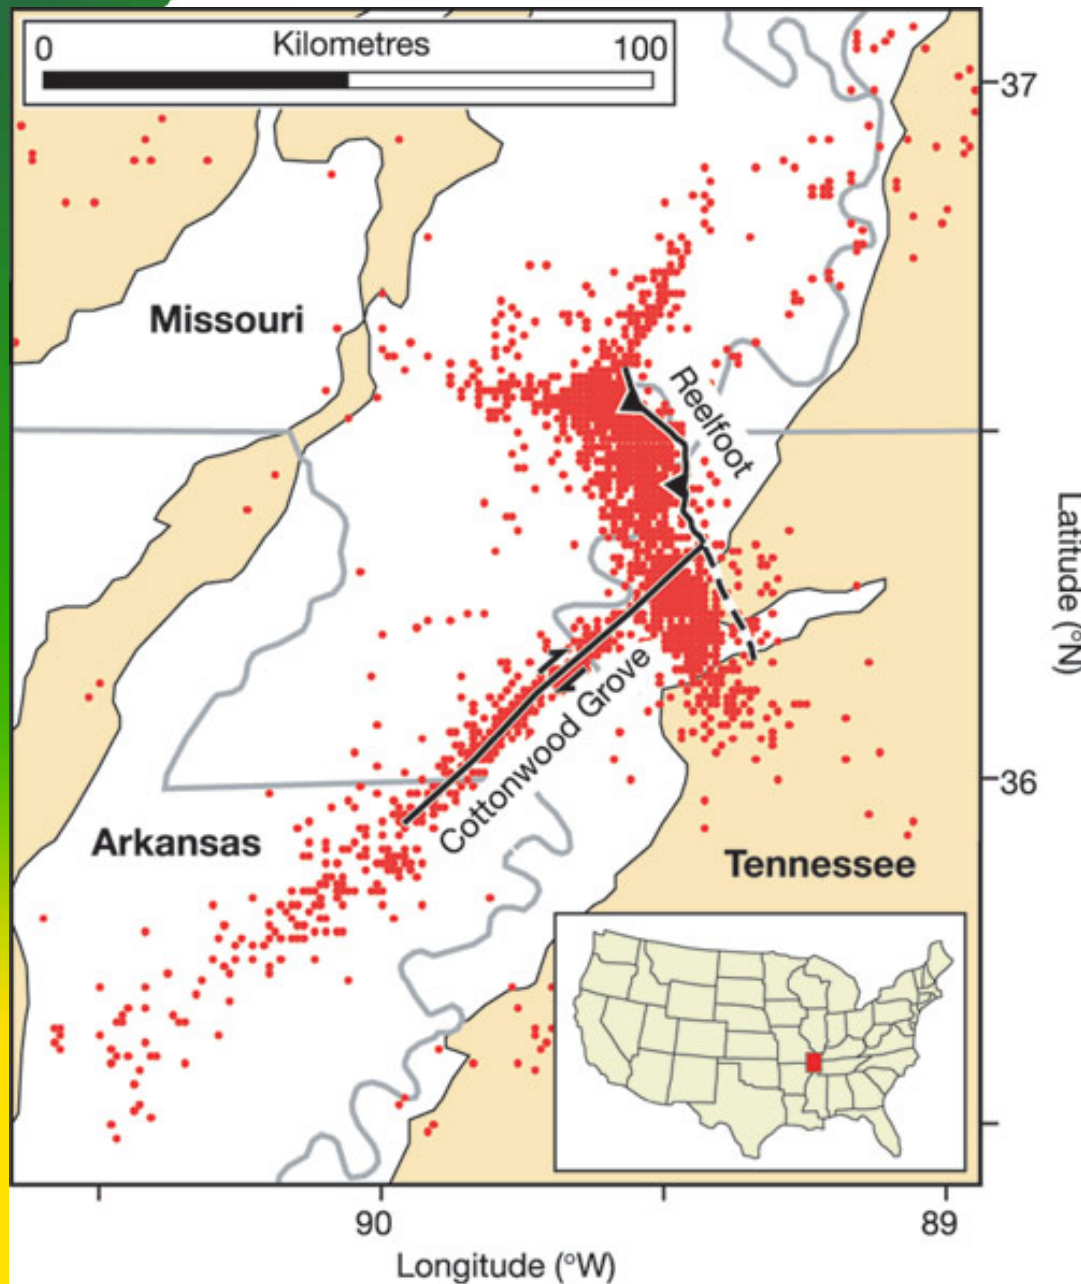 Kilometres
0 100
37
Missouri
Reelfoot
Latitude (°N)
Cottonwood Grove
36
Arkansas
Tennessee
90 89
Longitude (°W)